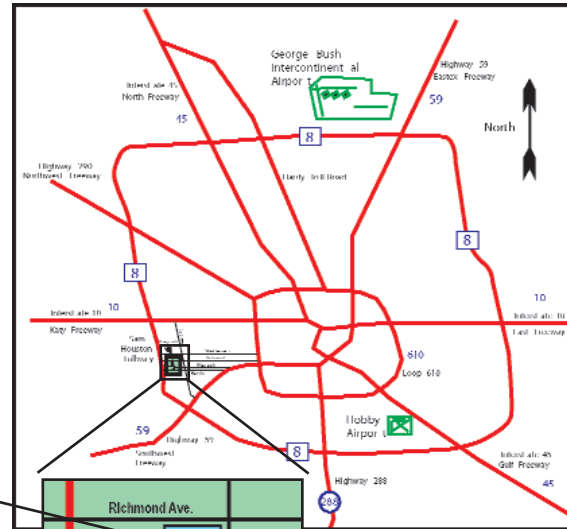 George Bush
Intercontinent al
Airpor t
Highway 59
Eastex Freeway
59
Interstate 45
North Freeway
45
North
8
Highway 290
Northwest Freeway
Hardy Toll Road
8
8
Interstate 10
10
Katy Freeway
10
Interstate 10
East Freeway
Sam
Houston
Tollway
610
Loop 610
59
Highway 59
Southwest
Freeway
Hobby
Airpor t
8
Interstate 45
Gulf Freeway
45
Highway 288
288
Richmond Ave.